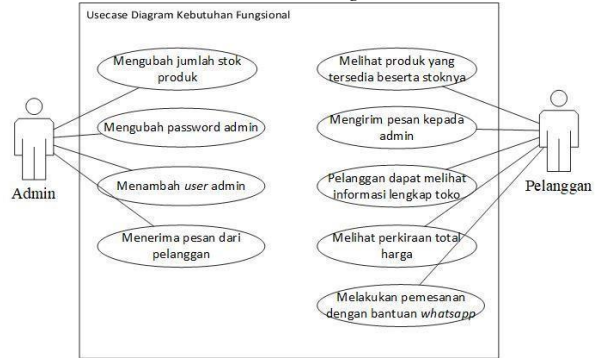 Usecase Diagram Kebutuhan Fungsional
Mengubah jumlah stok
produk
Mengubah password admin
Menambah user admin
Menerima pesan dari
pelanggan
Admin
Melihat produk yang
tersedia beserta stoknya
Mengirim pesan kepada
admin
Pelanggan dapat melihat
informasi lengkap toko
Melihat perkiraan total
harga
Melakukan pemesanan
dengan bantuan whatsapp
Pelanggan